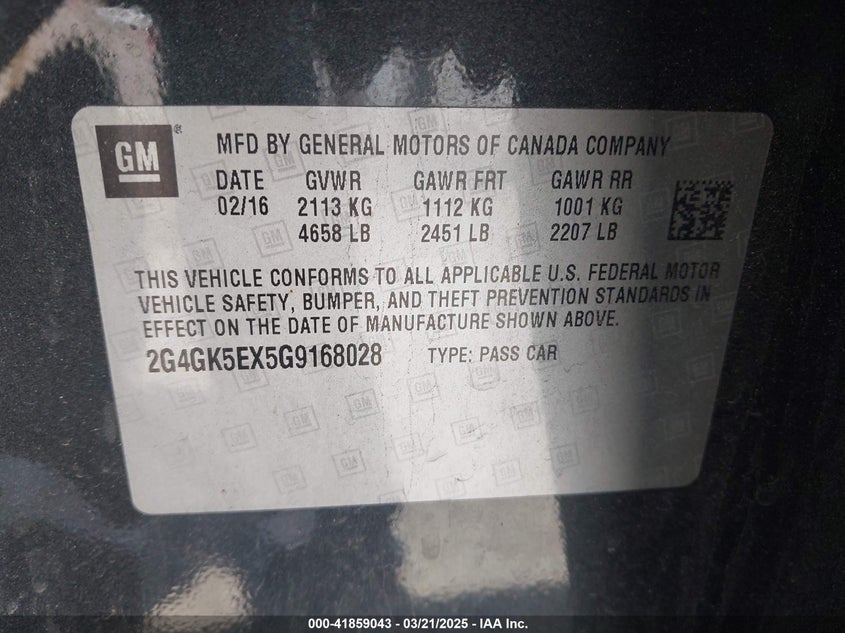 GM
MFD BY GENERAL MOTORS OF CANADA COMPANY
DATE GVWR GAWR FRT GAWR RR
02/16 2113 KG 1112 KG 1001 KG
4658 LB 2451 LB 2207 LB
THIS VEHICLE CONFORMS TO ALL APPLICABLE U.S. FEDERAL MOTOR
VEHICLE SAFETY, BUMPER, AND THEFT PREVENTION STANDARDS IN
EFFECT ON THE DATE OF MANUFACTURE SHOWN ABOVE.
2G4GK5EX5G9168028 TYPE: PASS CAR
000-41859043 - 03/21/2025 - IAA Inc.